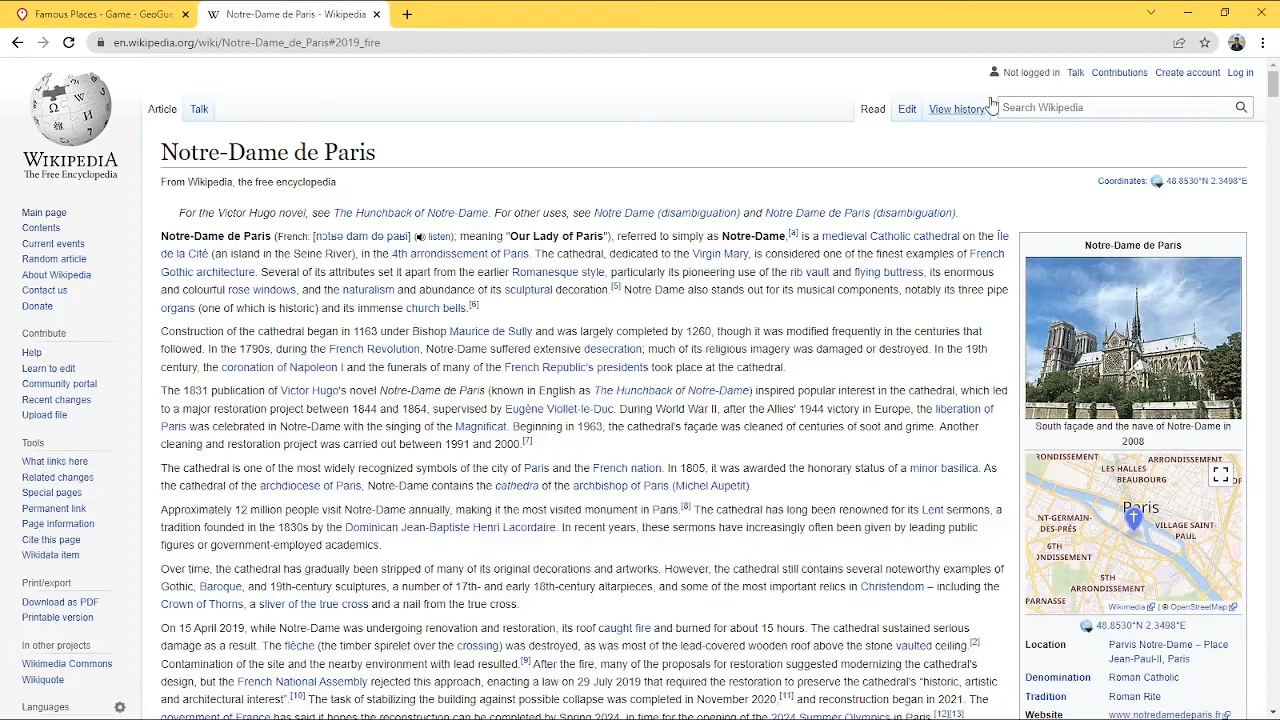 Famous Places - Game - GeoGue
Notre-Dame de Paris - Wikipedia
en.wikipedia.org/wiki/Notre-Dame_de_Paris#2019_fire
Not logged in Talk Contributions Create account Log in
Article Talk Read Edit View history Search Wikipedia
WIKIPEDIA
The Free Encyclopedia
Main page
Contents
Current events
Random article
About Wikipedia
Contact us
Donate
Contribute
Help
Learn to edit
Community portal
Recent changes
Upload file
Tools
What links here
Related changes
Special pages
Permanent link
Page information
Cite this page
Wikidata item
Print/export
Download as PDF
Printable version
In other projects
Wikimedia Commons
Wikiquote
Languages
Notre-Dame de Paris
From Wikipedia, the free encyclopedia
Coordinates: 48.8530°N 2.3498°E
For the Victor Hugo novel, see The Hunchback of Notre-Dame. For other uses, see Notre Dame (disambiguation) and Notre Dame de Paris (disambiguation).
Notre-Dame de Paris (French: [nɔtʁə dam də paʁi] (listen); meaning "Our Lady of Paris"), referred to simply as Notre-Dame,[a] is a medieval Catholic cathedral on the Île
de la Cité (an island in the Seine River), in the 4th arrondissement of Paris. The cathedral, dedicated to the Virgin Mary, is considered one of the finest examples of French
Gothic architecture. Several of its attributes set it apart from the earlier Romanesque style, particularly its pioneering use of the rib vault and flying buttress, its enormous
and colourful rose windows, and the naturalism and abundance of its sculptural decoration.[5] Notre Dame also stands out for its musical components, notably its three pipe
organs (one of which is historic) and its immense church bells.[6]
Construction of the cathedral began in 1163 under Bishop Maurice de Sully and was largely completed by 1260, though it was modified frequently in the centuries that
followed. In the 1790s, during the French Revolution, Notre-Dame suffered extensive desecration; much of its religious imagery was damaged or destroyed. In the 19th
century, the coronation of Napoleon I and the funerals of many of the French Republic's presidents took place at the cathedral.
The 1831 publication of Victor Hugo's novel Notre-Dame de Paris (known in English as The Hunchback of Notre-Dame) inspired popular interest in the cathedral, which led
to a major restoration project between 1844 and 1864, supervised by Eugène Viollet-le-Duc. During World War II, after the Allies' 1944 victory in Europe, the liberation of
Paris was celebrated in Notre-Dame with the singing of the Magnificat. Beginning in 1963, the cathedral's façade was cleaned of centuries of soot and grime. Another
cleaning and restoration project was carried out between 1991 and 2000.[7]
The cathedral is one of the most widely recognized symbols of the city of Paris and the French nation. In 1805, it was awarded the honorary status of a minor basilica. As
the cathedral of the archdiocese of Paris, Notre-Dame contains the cathedra of the archbishop of Paris (Michel Aupetit).
Approximately 12 million people visit Notre-Dame annually, making it the most visited monument in Paris.[8] The cathedral has long been renowned for its Lent sermons, a
tradition founded in the 1830s by the Dominican Jean-Baptiste Henri Lacordaire. In recent years, these sermons have increasingly often been given by leading public
figures or government-employed academics.
Over time, the cathedral has gradually been stripped of many of its original decorations and artworks. However, the cathedral still contains several noteworthy examples of
Gothic, Baroque, and 19th-century sculptures, a number of 17th- and early 18th-century altarpieces, and some of the most important relics in Christendom – including the
Crown of Thorns, a sliver of the true cross and a nail from the true cross.
On 15 April 2019, while Notre-Dame was undergoing renovation and restoration, its roof caught fire and burned for about 15 hours. The cathedral sustained serious
damage as a result. The flèche (the timber spirelet over the crossing) was destroyed, as was most of the lead-covered wooden roof above the stone vaulted ceiling.[2]
Contamination of the site and the nearby environment with lead resulted.[9] After the fire, many of the proposals for restoration suggested modernizing the cathedral's
design, but the French National Assembly rejected this approach, enacting a law on 29 July 2019 that required the restoration to preserve the cathedral's "historic, artistic
and architectural interest".[10] The task of stabilizing the building against possible collapse was completed in November 2020,[11] and reconstruction began in 2021. The
government of France has said it hopes the reconstruction can be completed by Spring 2024, in time for the opening of the 2024 Summer Olympics in Paris.[12][13]
Notre-Dame de Paris
South façade and the nave of Notre-Dame in
2008
RONDISSEMENT
ARRONDISSEMENT
LES HALLES
BEAUBOURG
Paris
NT-GERMAIN-
DES-PRÉS
VILLAGE SAINT
PAUL
6TH
ONDISSEMENT
5TH
ARRONDISSEMENT
PARNASSE
Wikimedia | © OpenStreetMap
48.8530°N 2.3498°E
Location Parvis Notre-Dame – Place
Jean-Paul-II, Paris
Denomination Roman Catholic
Tradition Roman Rite
Website www.notredamedeparis.fr